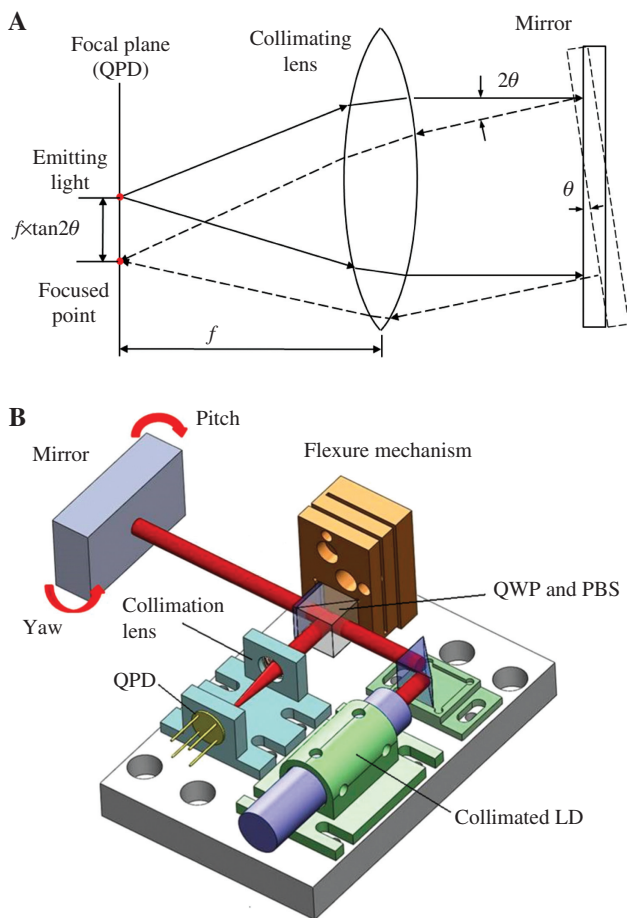 A
Focal plane
(QPD)
Collimating
lens
Mirror
2θ
Emitting
light
f×tan2θ
θ
Focused
point
f
B
Pitch
Mirror
Flexure mechanism
QWP and PBS
Collimation
lens
Yaw
QPD
Collimated LD